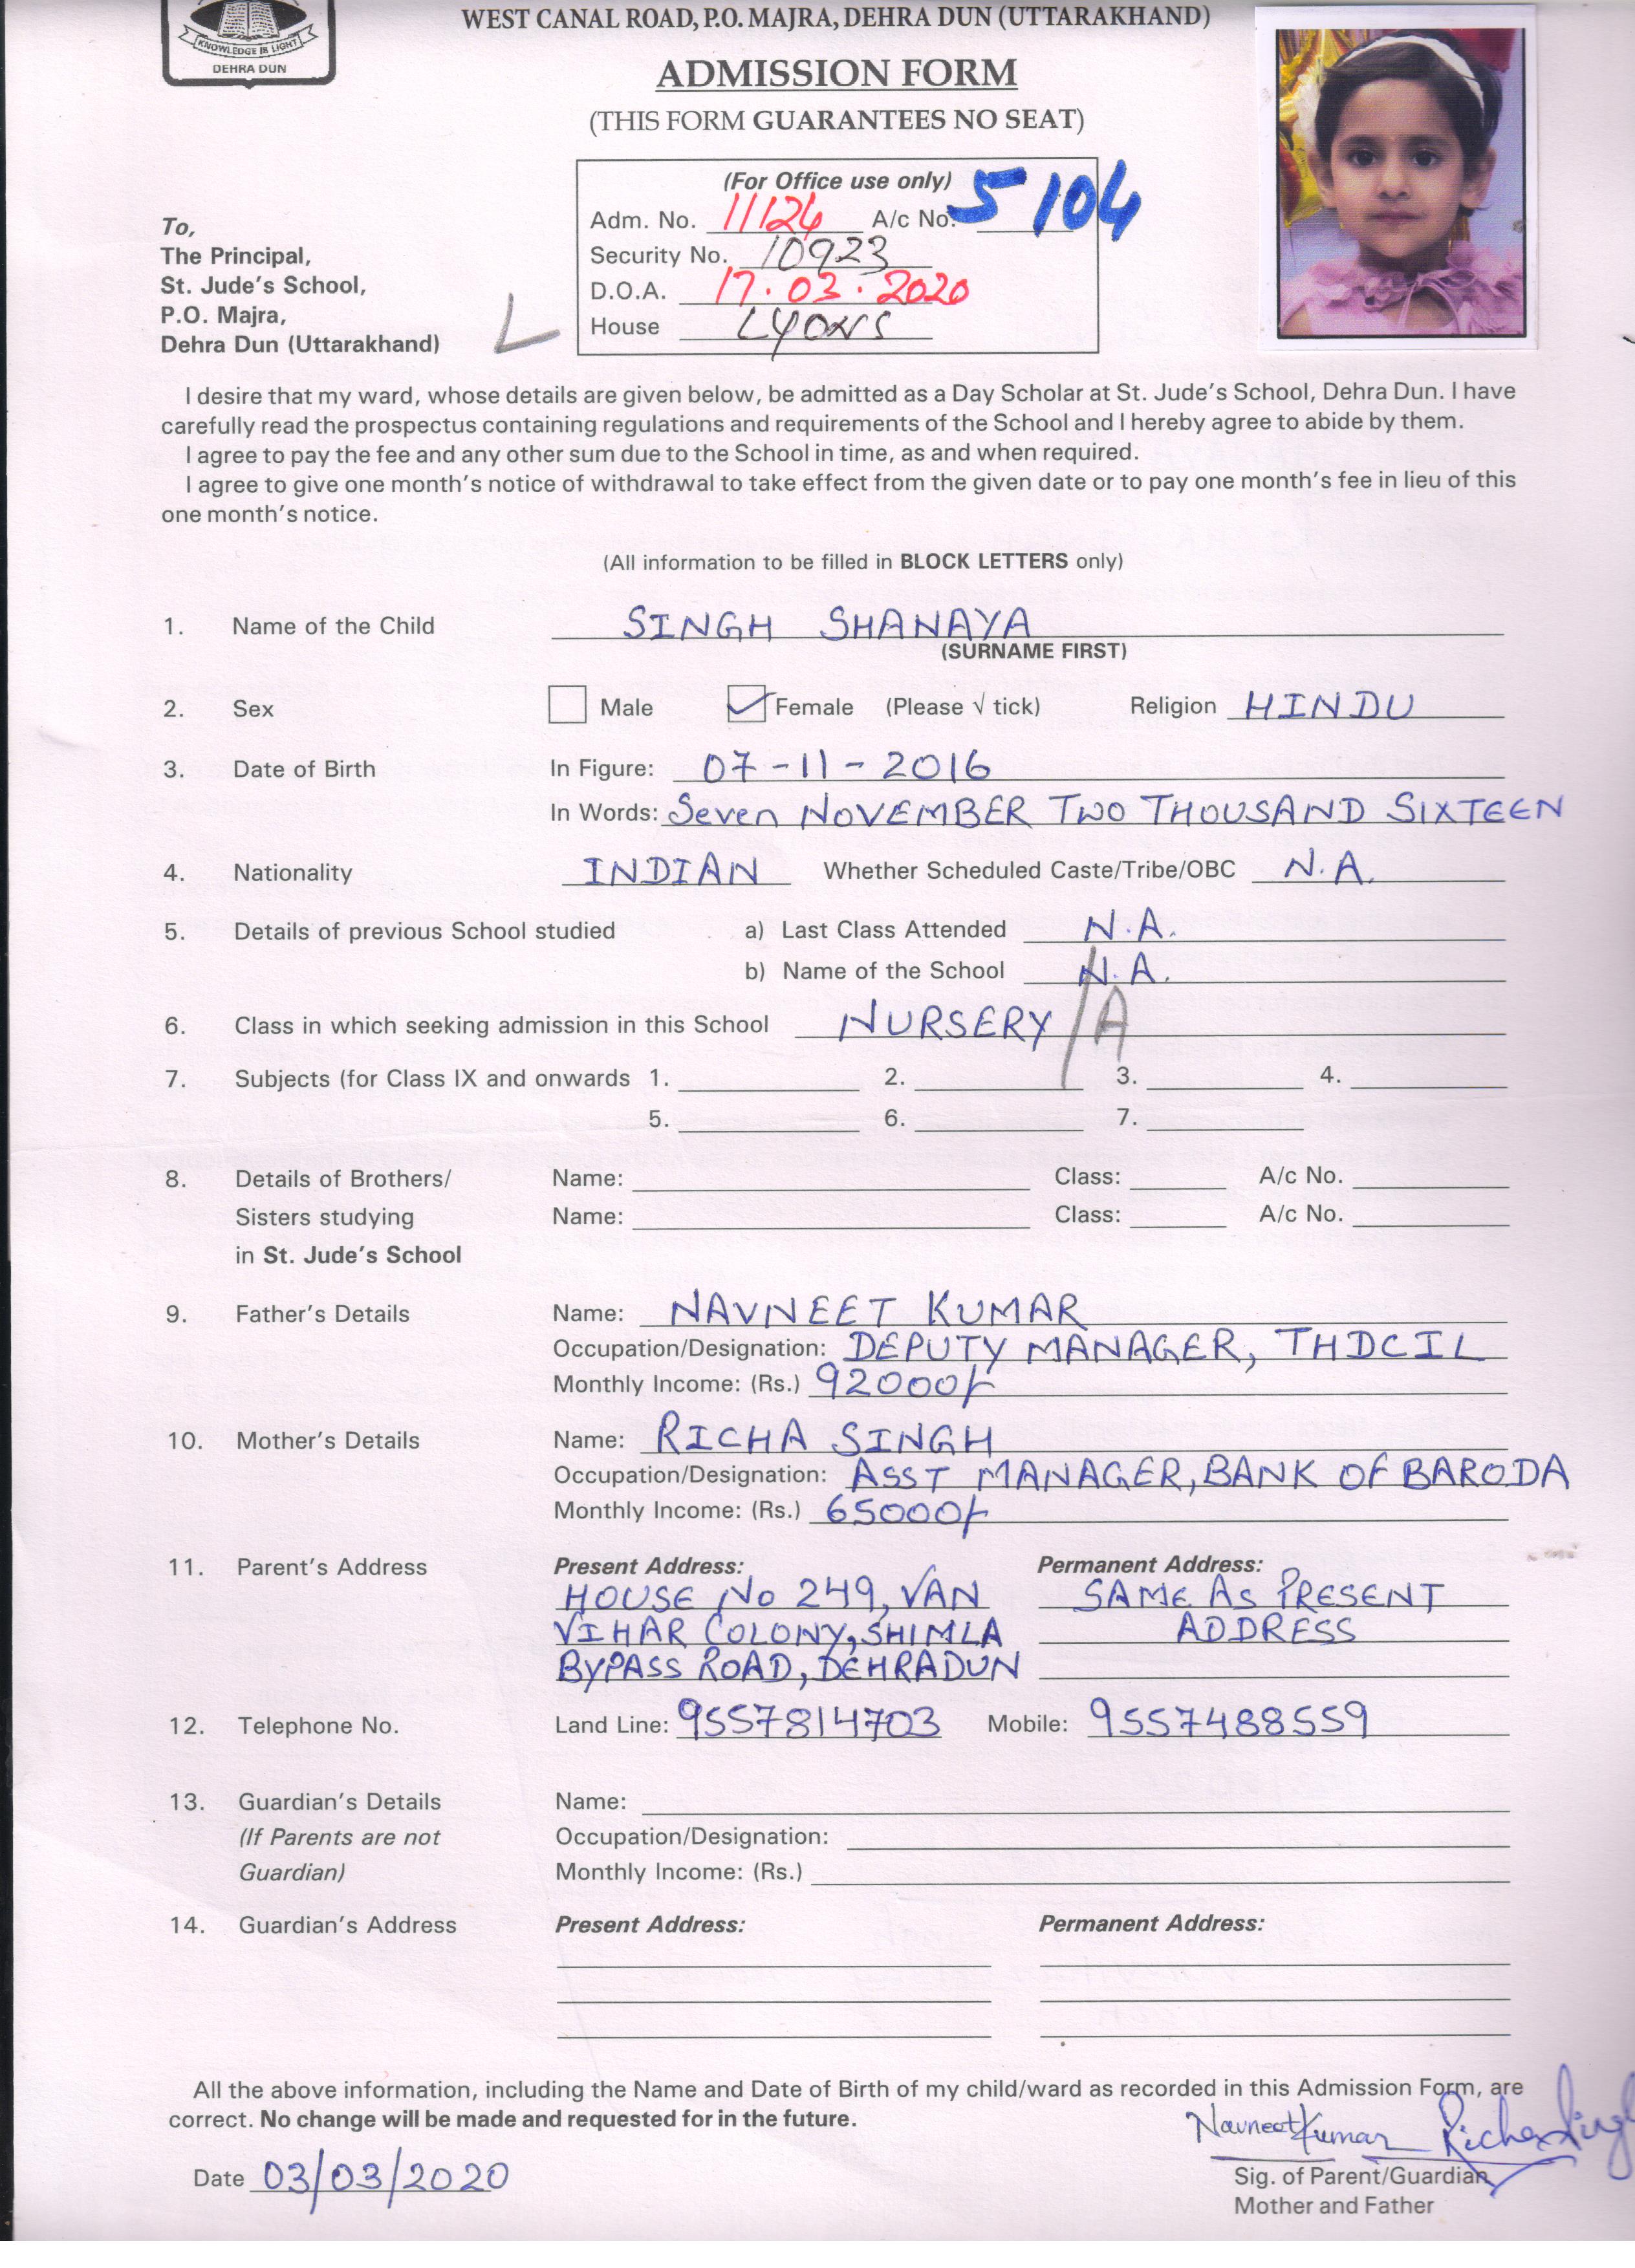 KNOWLEDGE IS LIGHT
DEHRA DUN
WEST CANAL ROAD, P.O. MAJRA, DEHRA DUN (UTTARAKHAND)
ADMISSION FORM
(THIS FORM GUARANTEES NO SEAT)
(For Office use only)
Adm. No. 11124 A/c No. 5104
Security No. 10923
D.O.A. 17.03.2020
House LYONS
To,
The Principal,
St. Jude's School,
P.O. Majra,
Dehra Dun (Uttarakhand)
I desire that my ward, whose details are given below, be admitted as a Day Scholar at St. Jude's School, Dehra Dun. I have
carefully read the prospectus containing regulations and requirements of the School and I hereby agree to abide by them.
I agree to pay the fee and any other sum due to the School in time, as and when required.
I agree to give one month's notice of withdrawal to take effect from the given date or to pay one month's fee in lieu of this
one month's notice.
(All information to be filled in BLOCK LETTERS only)
1. Name of the Child SINGH SHANAYA
(SURNAME FIRST)
2. Sex Male Female (Please √ tick) Religion HINDU
3. Date of Birth In Figure: 07-11-2016
In Words: Seven NOVEMBER TWO THOUSAND SIXTEEN
4. Nationality INDIAN Whether Scheduled Caste/Tribe/OBC N.A.
5. Details of previous School studied a) Last Class Attended N.A.
b) Name of the School N.A.
6. Class in which seeking admission in this School NURSERY /A
7. Subjects (for Class IX and onwards 1. 2. 3. 4.
5. 6. 7.
8. Details of Brothers/ Name: Class: A/c No.
Sisters studying Name: Class: A/c No.
in St. Jude's School
9. Father's Details Name: NAVNEET KUMAR
Occupation/Designation: DEPUTY MANAGER, THDCIL
Monthly Income: (Rs.) 92000/-
10. Mother's Details Name: RICHA SINGH
Occupation/Designation: ASST MANAGER, BANK OF BARODA
Monthly Income: (Rs.) 65000/-
11. Parent's Address Present Address: Permanent Address:
HOUSE No 249, VAN SAME AS PRESENT
VIHAR COLONY, SHIMLA ADDRESS
BYPASS ROAD, DEHRADUN
12. Telephone No. Land Line: 9557814703 Mobile: 9557488559
13. Guardian's Details Name:
(If Parents are not Occupation/Designation:
Guardian) Monthly Income: (Rs.)
14. Guardian's Address Present Address: Permanent Address:
All the above information, including the Name and Date of Birth of my child/ward as recorded in this Admission Form, are
correct. No change will be made and requested for in the future.
Navneet Kumar Richa Singh
Date 03/03/2020 Sig. of Parent/Guardian
Mother and Father